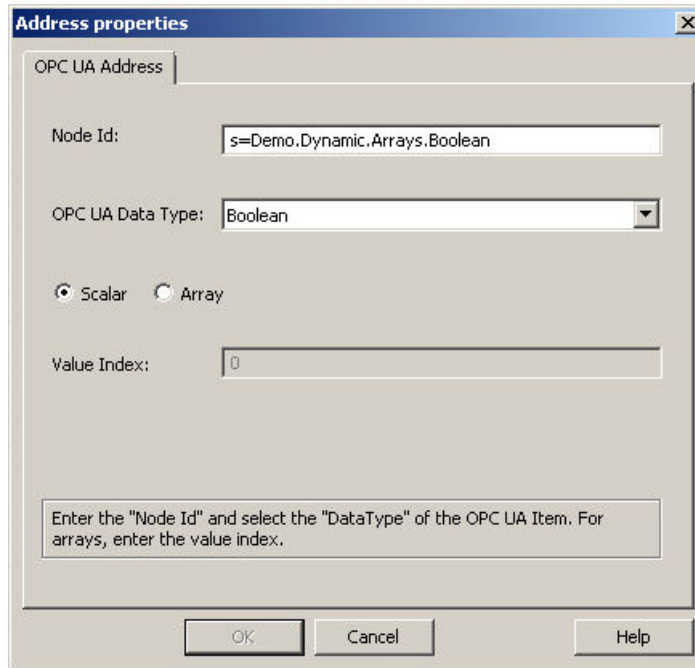 Address properties
OPC UA Address
Node Id: s=Demo.Dynamic.Arrays.Boolean
OPC UA Data Type: Boolean
Scalar Array
Value Index: 0
Enter the "Node Id" and select the "DataType" of the OPC UA Item. For
arrays, enter the value index.
OK Cancel Help